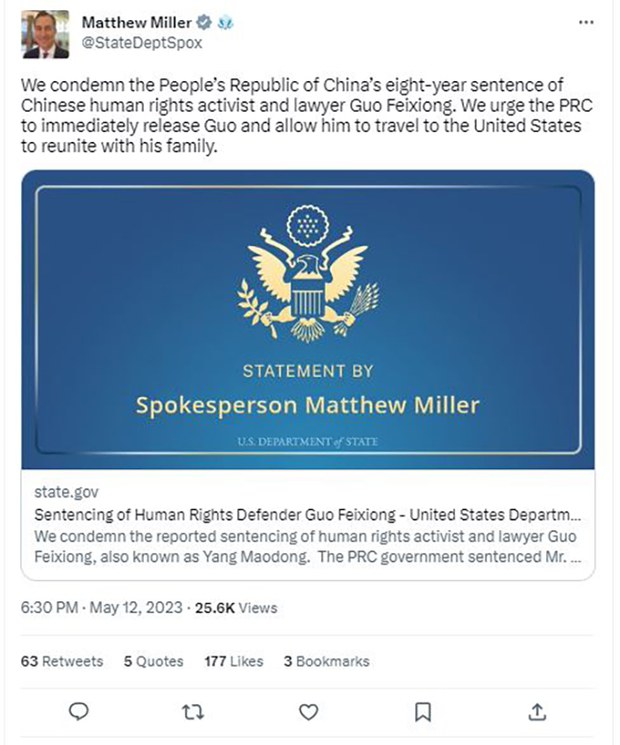 Matthew Miller
@StateDeptSpox
We condemn the People's Republic of China's eight-year sentence of
Chinese human rights activist and lawyer Guo Feixiong. We urge the PRC
to immediately release Guo and allow him to travel to the United States
to reunite with his family.
STATEMENT BY
Spokesperson Matthew Miller
U.S. DEPARTMENT of STATE
state.gov
Sentencing of Human Rights Defender Guo Feixiong - United States Departm...
We condemn the reported sentencing of human rights activist and lawyer Guo
Feixiong, also known as Yang Maodong.  The PRC government sentenced Mr. ...
6:30 PM · May 12, 2023 · 25.6K Views
63 Retweets 5 Quotes 177 Likes 3 Bookmarks